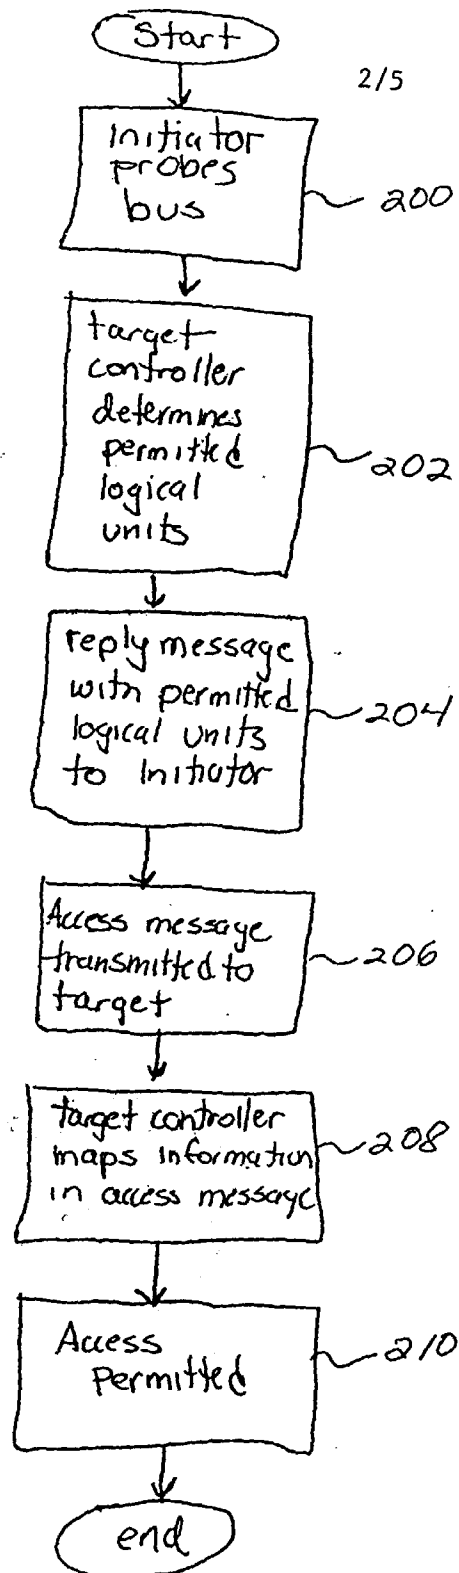 Start
2/5
Initiator
probes
bus
200
target
controller
determines
permitted
logical
units
202
reply message
with permitted
logical units
to Initiator
204
Access message
transmitted to
target
206
target controller
maps information
in access message
208
Access
Permitted
210
end